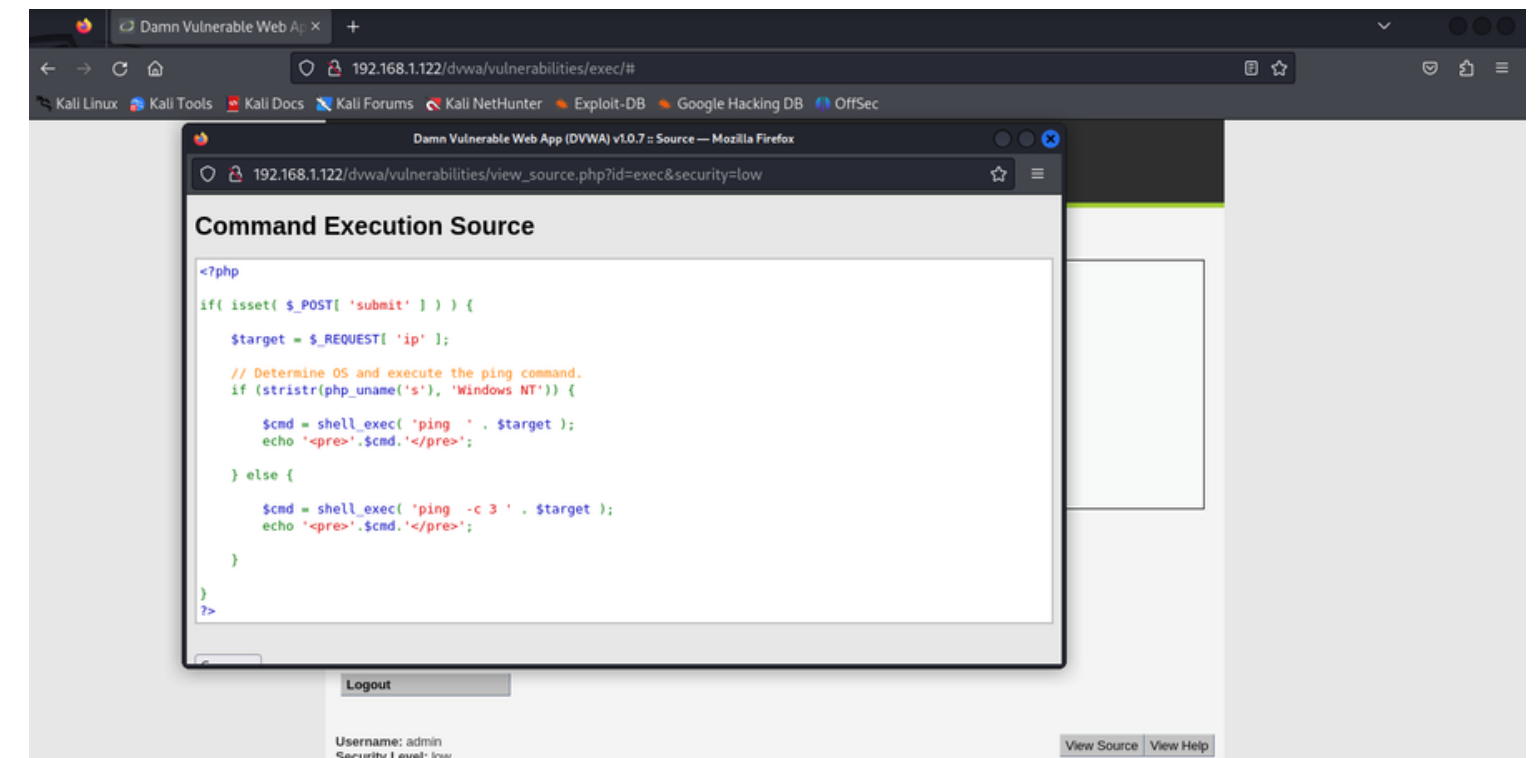 Damn Vulnerable Web Ap
192.168.1.122/dvwa/vulnerabilities/exec/#
Kali Linux Kali Tools Kali Docs Kali Forums Kali NetHunter Exploit-DB Google Hacking DB OffSec
Damn Vulnerable Web App (DVWA) v1.0.7 :: Source — Mozilla Firefox
192.168.1.122/dvwa/vulnerabilities/view_source.php?id=exec&security=low
Command Execution Source
<?php
if( isset( $_POST[ 'submit' ] ) ) {
$target = $_REQUEST[ 'ip' ];
// Determine OS and execute the ping command.
if (stristr(php_uname('s'), 'Windows NT')) {
$cmd = shell_exec( 'ping  ' . $target );
echo '<pre>'.$cmd.'</pre>';
} else {
$cmd = shell_exec( 'ping  -c 3 ' . $target );
echo '<pre>'.$cmd.'</pre>';
}
}
?>
Logout
Username: admin
Security Level: low
View Source View Help